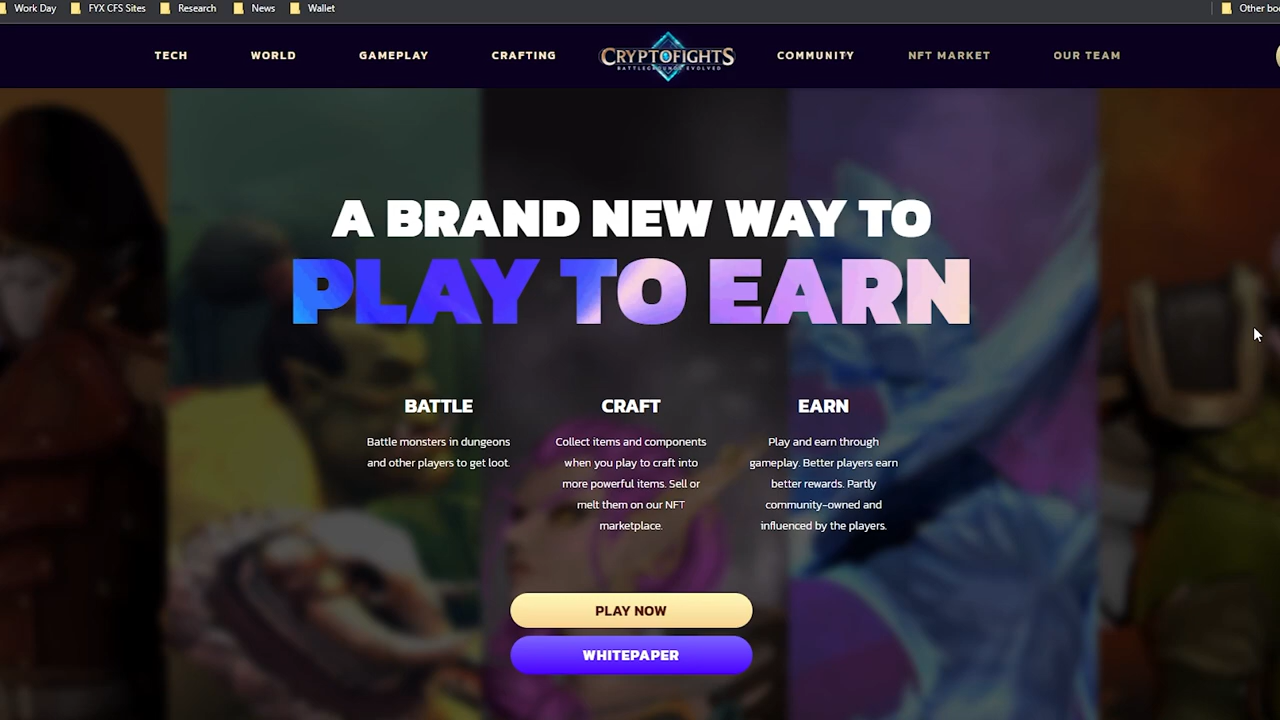 Work Day FYX CFS Sites Research News Wallet
TECH WORLD GAMEPLAY CRAFTING CRYPTOFIGHTS COMMUNITY NFT MARKET OUR TEAM
BATTLEGROUNDS EVOLVED
A BRAND NEW WAY TO
PLAY TO EARN
BATTLE
Battle monsters in dungeons
and other players to get loot.
CRAFT
Collect items and components
when you play to craft into
more powerful items. Sell or
melt them on our NFT
marketplace.
EARN
Play and earn through
gameplay. Better players earn
better rewards. Partly
community-owned and
influenced by the players.
PLAY NOW
WHITEPAPER